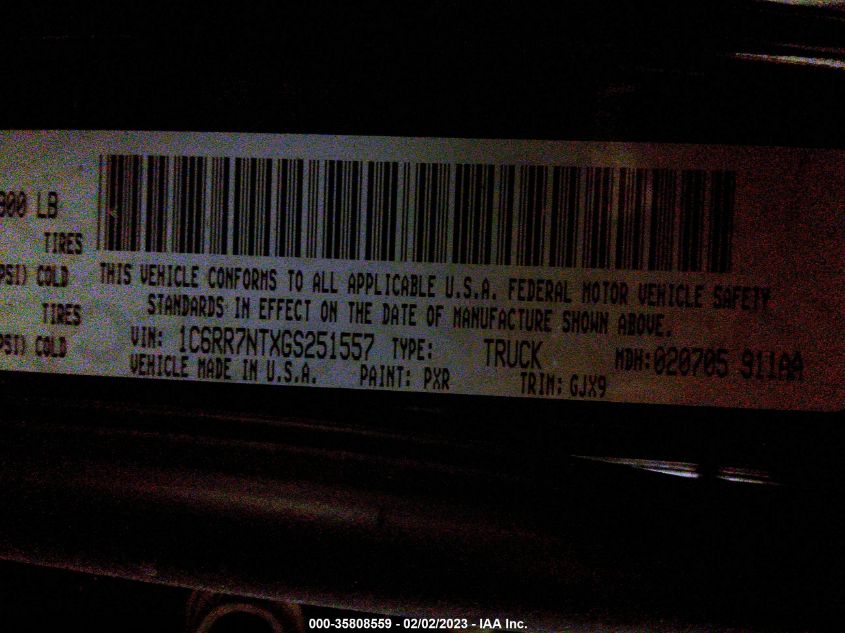 800 LB
TIRES
PSI) COLD
TIRES
PSI) COLD
THIS VEHICLE CONFORMS TO ALL APPLICABLE U.S.A. FEDERAL MOTOR VEHICLE SAFETY
STANDARDS IN EFFECT ON THE DATE OF MANUFACTURE SHOWN ABOVE.
VIN: 1C6RR7NTXGS251557 TYPE: TRUCK MDH:020705 911AA
VEHICLE MADE IN U.S.A. PAINT: PXR TRIM: GJX9
000-35808559 - 02/02/2023 - IAA Inc.